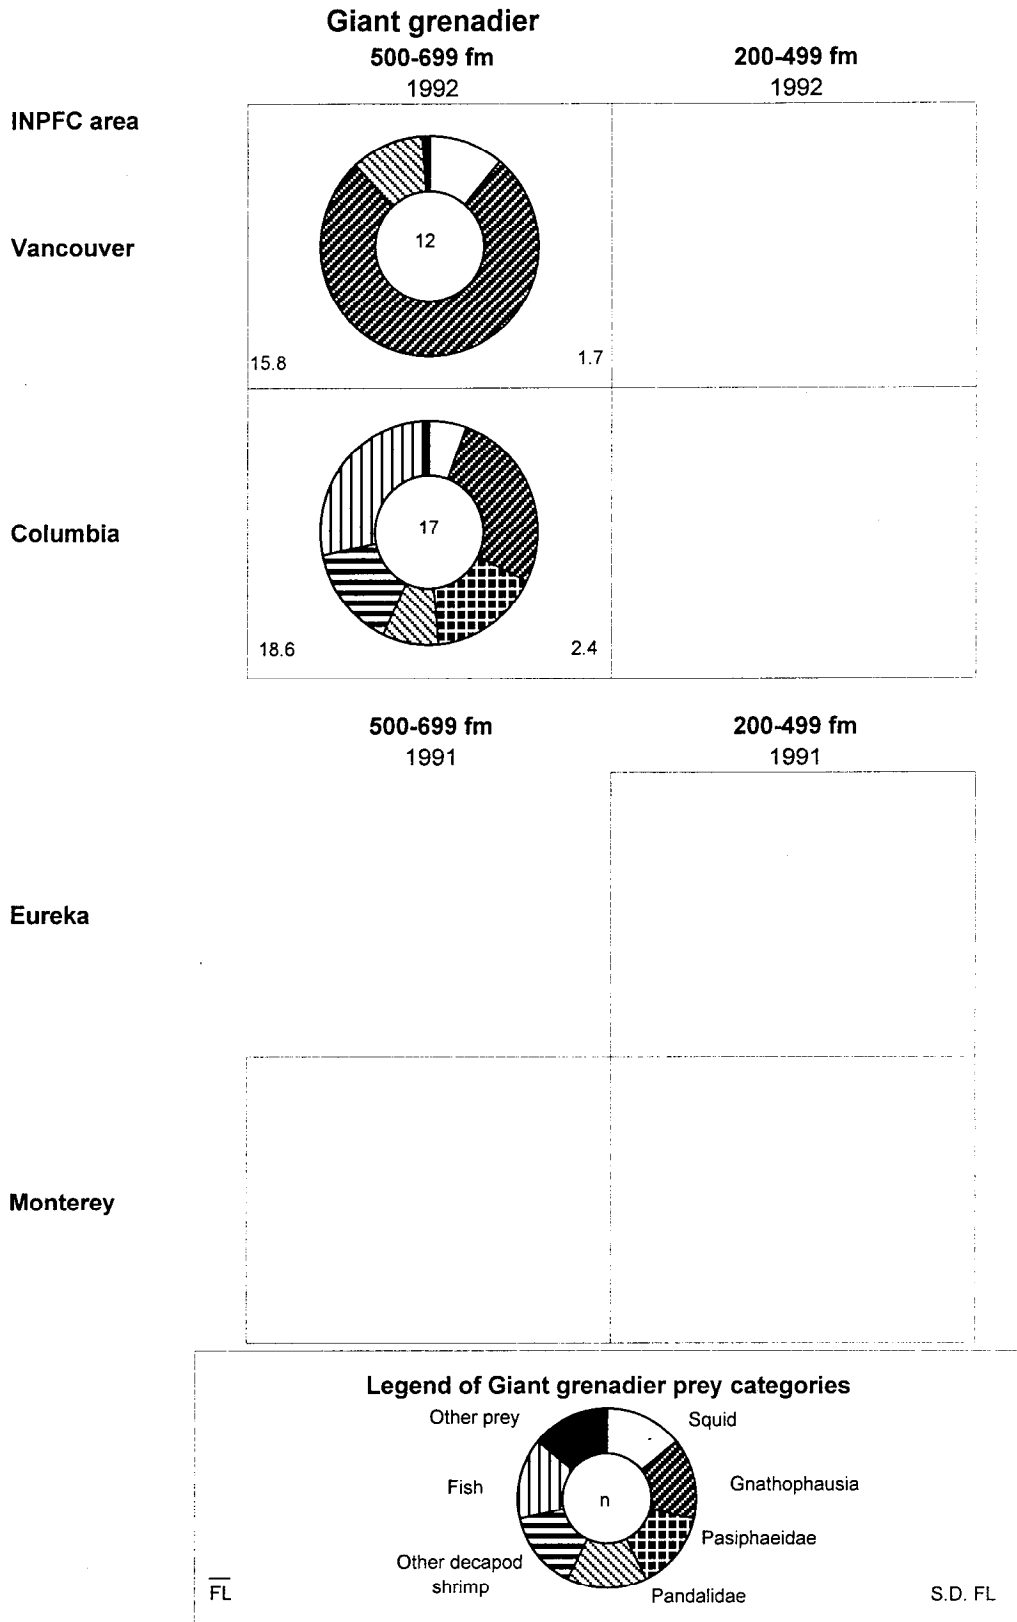 Giant grenadier
500-699 fm
200-499 fm
1992
1992
INPFC area
Vancouver
12
15.8
1.7
Columbia
17
18.6
2.4
500-699 fm
200-499 fm
1991
1991
Eureka
Monterey
Legend of Giant grenadier prey categories
Other prey
Squid
Fish
n
Gnathophausia
Pasiphaeidae
Other decapod
shrimp
Pandalidae
F̅L̅
S.D. FL